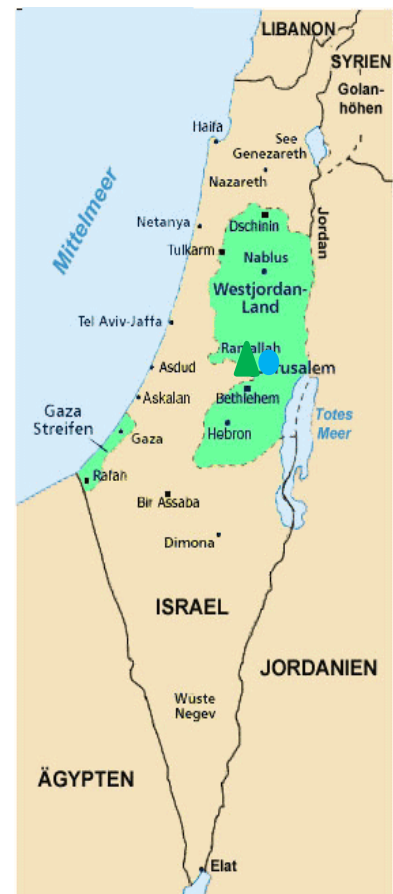 LIBANON
SYRIEN
Golan-
höhen
Haifa
See
Genezareth
Nazareth
Mittelmeer
Netanya
Dschinin
Jordan
Tulkarm
Nablus
Westjordan-
Land
Tel Aviv-Jaffa
Ramallah
rusalem
Asdud
Askalan
Bethlehem
Gaza
Streifen
Totes
Meer
Gaza
Hebron
Rafah
Bir Assaba
Dimona
ISRAEL
JORDANIEN
Wüste
Negev
ÄGYPTEN
Elat